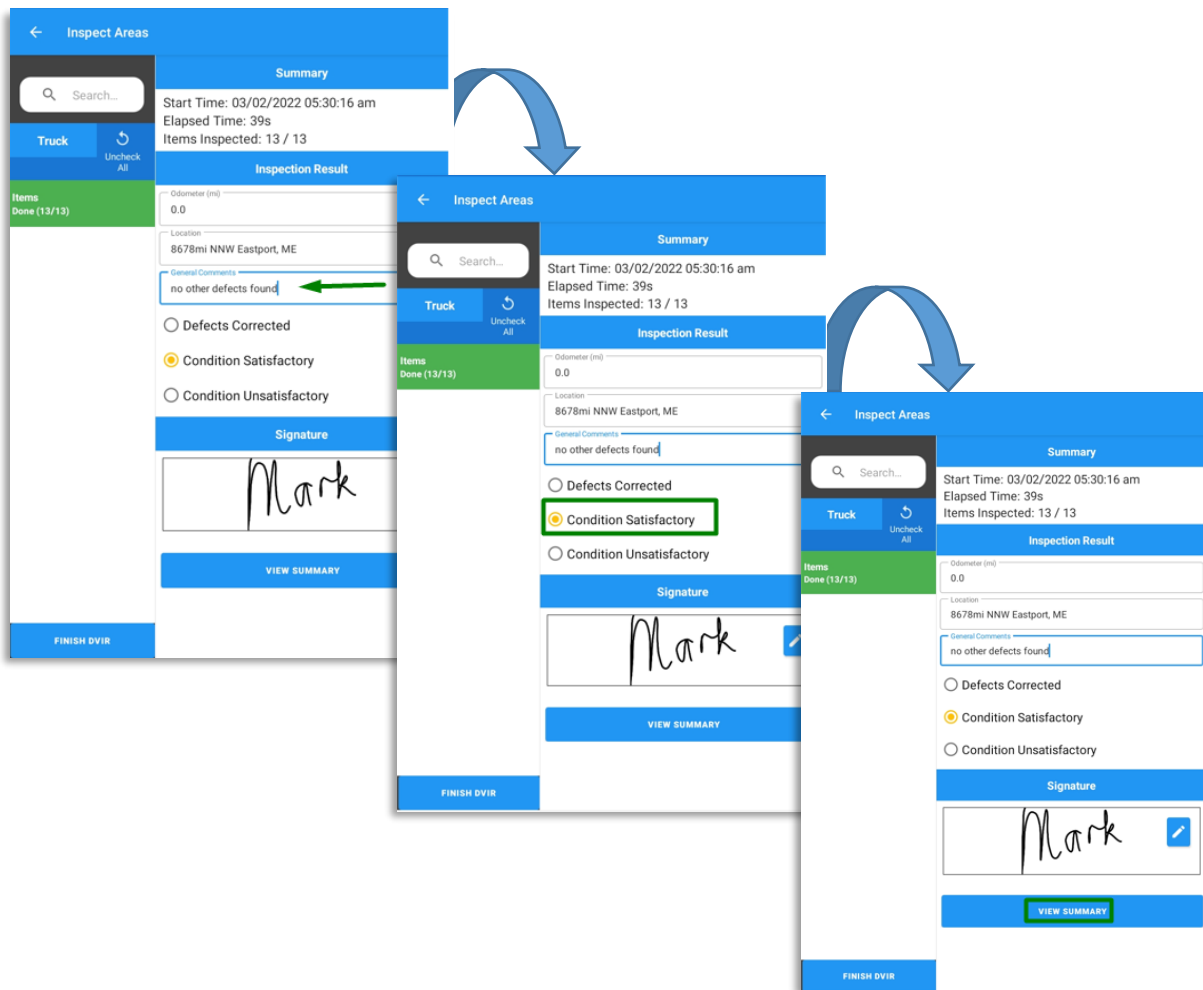 Inspect Areas
Search...
Truck
Uncheck
All
Items
Done (13/13)
FINISH DVIR
Summary
Start Time: 03/02/2022 05:30:16 am
Elapsed Time: 39s
Items Inspected: 13 / 13
Inspection Result
Odometer (mi)
0.0
Location
8678mi NNW Eastport, ME
General Comments
no other defects found
Defects Corrected
Condition Satisfactory
Condition Unsatisfactory
Signature
Mark
VIEW SUMMARY
Inspect Areas
Search...
Truck
Uncheck
All
Items
Done (13/13)
FINISH DVIR
Summary
Start Time: 03/02/2022 05:30:16 am
Elapsed Time: 39s
Items Inspected: 13 / 13
Inspection Result
Odometer (mi)
0.0
Location
8678mi NNW Eastport, ME
General Comments
no other defects found
Defects Corrected
Condition Satisfactory
Condition Unsatisfactory
Signature
Mark
VIEW SUMMARY
Inspect Areas
Search...
Truck
Uncheck
All
Items
Done (13/13)
FINISH DVIR
Summary
Start Time: 03/02/2022 05:30:16 am
Elapsed Time: 39s
Items Inspected: 13 / 13
Inspection Result
Odometer (mi)
0.0
Location
8678mi NNW Eastport, ME
General Comments
no other defects found
Defects Corrected
Condition Satisfactory
Condition Unsatisfactory
Signature
Mark
VIEW SUMMARY